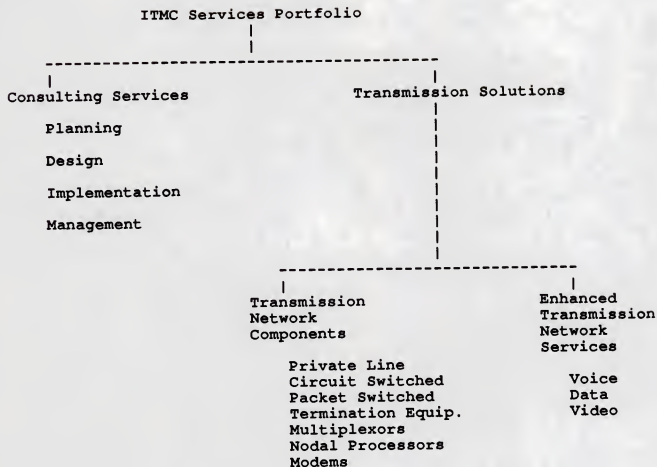 ITMC Services Portfolio
Consulting Services
Planning
Design
Implementation
Management
Transmission Solutions
Transmission
Network
Components
Private Line
Circuit Switched
Packet Switched
Termination Equip.
Multiplexors
Nodal Processors
Modems
Enhanced
Transmission
Network
Services
Voice
Data
Video